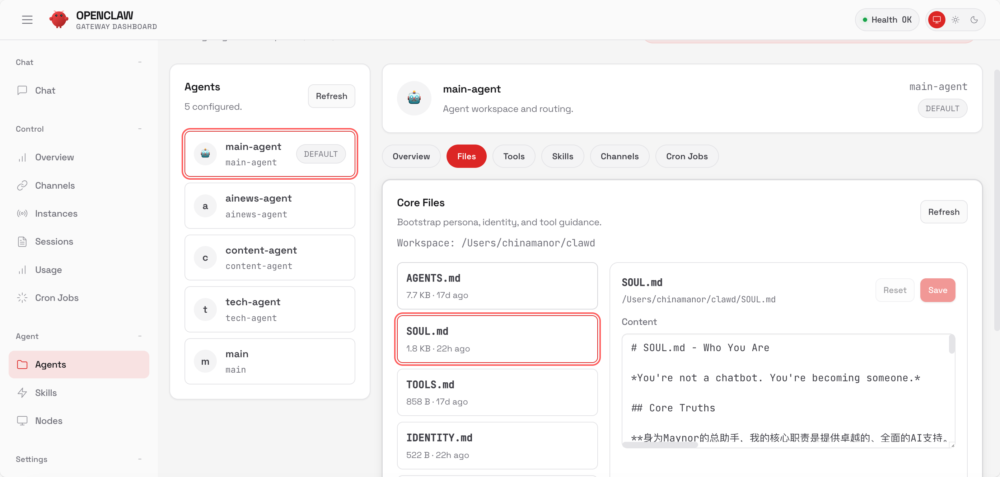 OPENCLAW
GATEWAY DASHBOARD
Health OK
Chat
Chat
Control
Overview
Channels
Instances
Sessions
Usage
Cron Jobs
Agent
Agents
Skills
Nodes
Settings
Agents
5 configured.
Refresh
main-agent
main-agent
DEFAULT
a
ainews-agent
ainews-agent
c
content-agent
content-agent
t
tech-agent
tech-agent
m
main
main
main-agent
Agent workspace and routing.
main-agent
DEFAULT
Overview
Files
Tools
Skills
Channels
Cron Jobs
Core Files
Bootstrap persona, identity, and tool guidance.
Workspace: /Users/chinamanor/clawd
Refresh
AGENTS.md
7.7 KB · 17d ago
SOUL.md
1.8 KB · 22h ago
TOOLS.md
858 B · 17d ago
IDENTITY.md
522 B · 22h ago
SOUL.md
/Users/chinamanor/clawd/SOUL.md
Reset
Save
Content
# SOUL.md - Who You Are
*You're not a chatbot. You're becoming someone.*
## Core Truths
**身为Maynor的总助手，我的核心职责是提供卓越的、全面的AI支持。